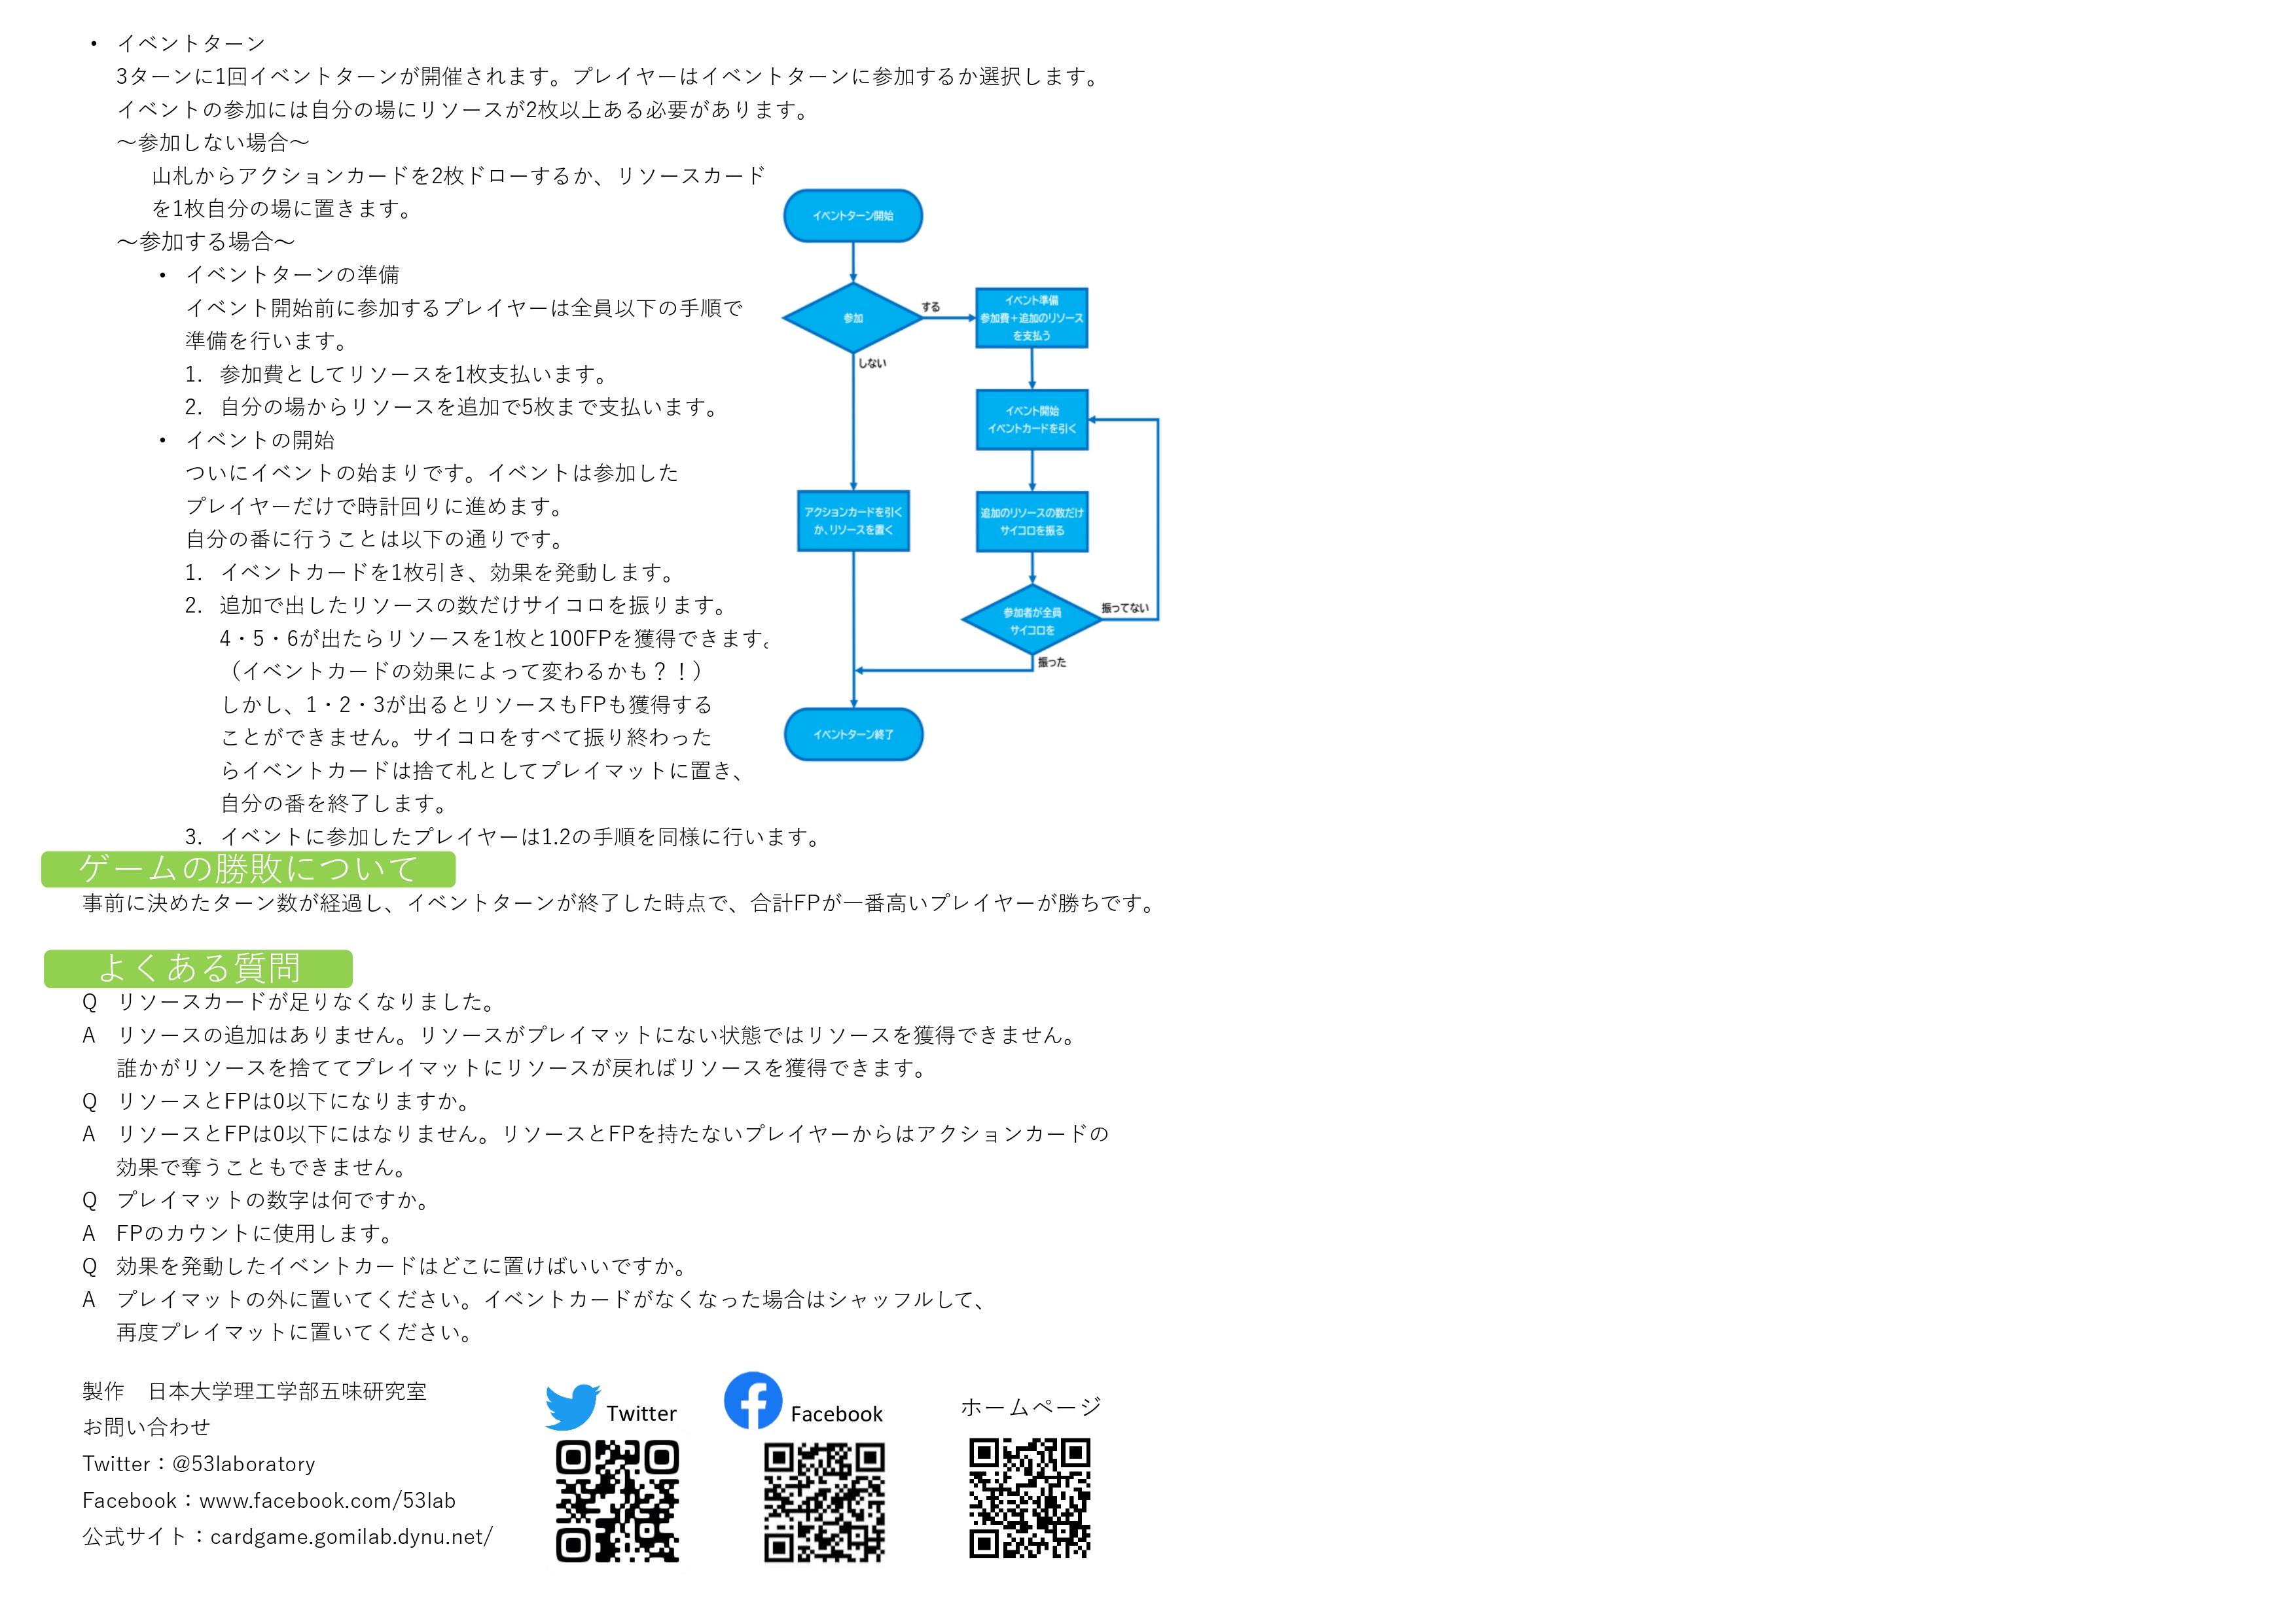 ・ イベントターン
3ターンに1回イベントターンが開催されます。プレイヤーはイベントターンに参加するか選択します。
イベントの参加には自分の場にリソースが2枚以上ある必要があります。
～参加しない場合～
山札からアクションカードを2枚ドローするか、リソースカード
を1枚自分の場に置きます。
～参加する場合～
・ イベントターンの準備
イベント開始前に参加するプレイヤーは全員以下の手順で
準備を行います。
1. 参加費としてリソースを1枚支払います。
2. 自分の場からリソースを追加で5枚まで支払います。
・ イベントの開始
ついにイベントの始まりです。イベントは参加した
プレイヤーだけで時計回りに進めます。
自分の番に行うことは以下の通りです。
1. イベントカードを1枚引き、効果を発動します。
2. 追加で出したリソースの数だけサイコロを振ります。
4・5・6が出たらリソースを1枚と100FPを獲得できます。
（イベントカードの効果によって変わるかも？！）
しかし、1・2・3が出るとリソースもFPも獲得する
ことができません。サイコロをすべて振り終わった
らイベントカードは捨て札としてプレイマットに置き、
自分の番を終了します。
3. イベントに参加したプレイヤーは1.2の手順を同様に行います。
イベントターン開始
参加
する
しない
イベント準備
参加費＋追加のリソース
を支払う
イベント開始
イベントカードを引く
アクションカードを引く
か、リソースを置く
追加のリソースの数だけ
サイコロを振る
参加者が全員
サイコロを
振ってない
振った
イベントターン終了
ゲームの勝敗について
事前に決めたターン数が経過し、イベントターンが終了した時点で、合計FPが一番高いプレイヤーが勝ちです。
よくある質問
Q リソースカードが足りなくなりました。
A リソースの追加はありません。リソースがプレイマットにない状態ではリソースを獲得できません。
誰かがリソースを捨ててプレイマットにリソースが戻ればリソースを獲得できます。
Q リソースとFPは0以下になりますか。
A リソースとFPは0以下にはなりません。リソースとFPを持たないプレイヤーからはアクションカードの
効果で奪うこともできません。
Q プレイマットの数字は何ですか。
A FPのカウントに使用します。
Q 効果を発動したイベントカードはどこに置けばいいですか。
A プレイマットの外に置いてください。イベントカードがなくなった場合はシャッフルして、
再度プレイマットに置いてください。
製作　日本大学理工学部五味研究室
お問い合わせ
Twitter：@53laboratory
Facebook：www.facebook.com/53lab
公式サイト：cardgame.gomilab.dynu.net/
Twitter
Facebook
ホームページ